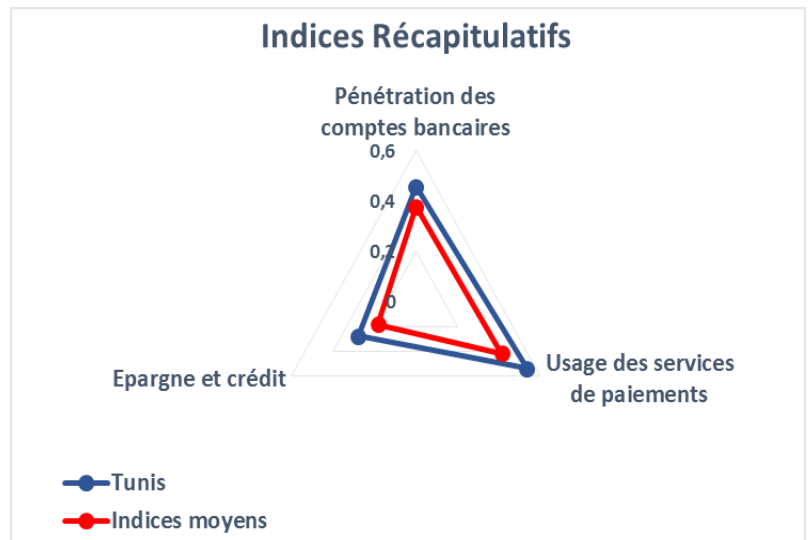 Indices Récapitulatifs
Pénétration des
comptes bancaires
0,6
0,4
0,2
0
Usage des services
de paiements
Epargne et crédit
Tunis
Indices moyens